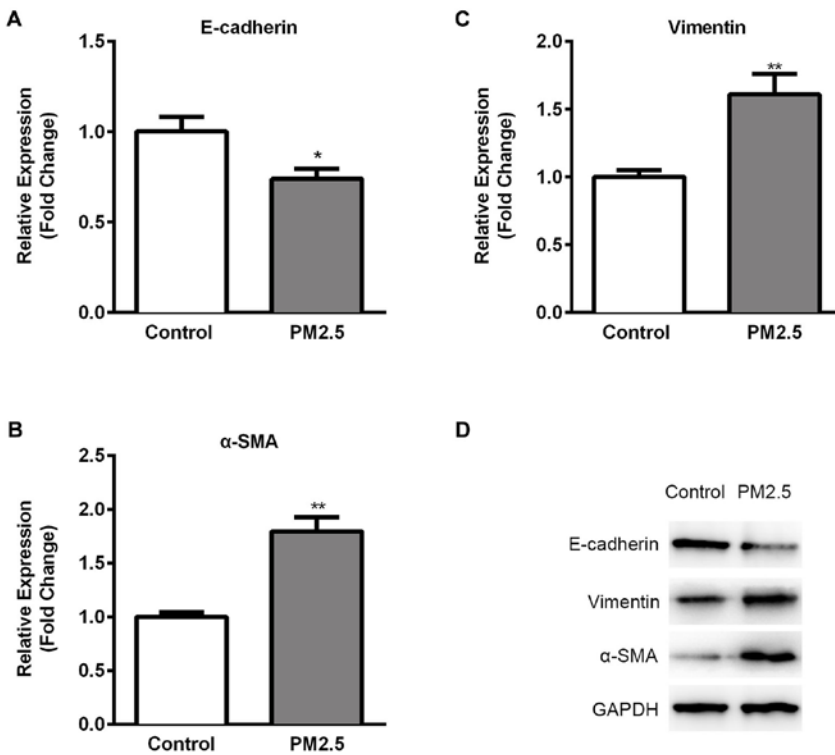 A
E-cadherin
Relative Expression
(Fold Change)
1.5
1.0
0.5
0.0
*
Control PM2.5
C
Vimentin
Relative Expression
(Fold Change)
2.0
1.5
1.0
0.5
0.0
**
Control PM2.5
B
α-SMA
Relative Expression
(Fold Change)
2.5
2.0
1.5
1.0
0.5
0.0
**
Control PM2.5
D
Control PM2.5
E-cadherin
Vimentin
α-SMA
GAPDH